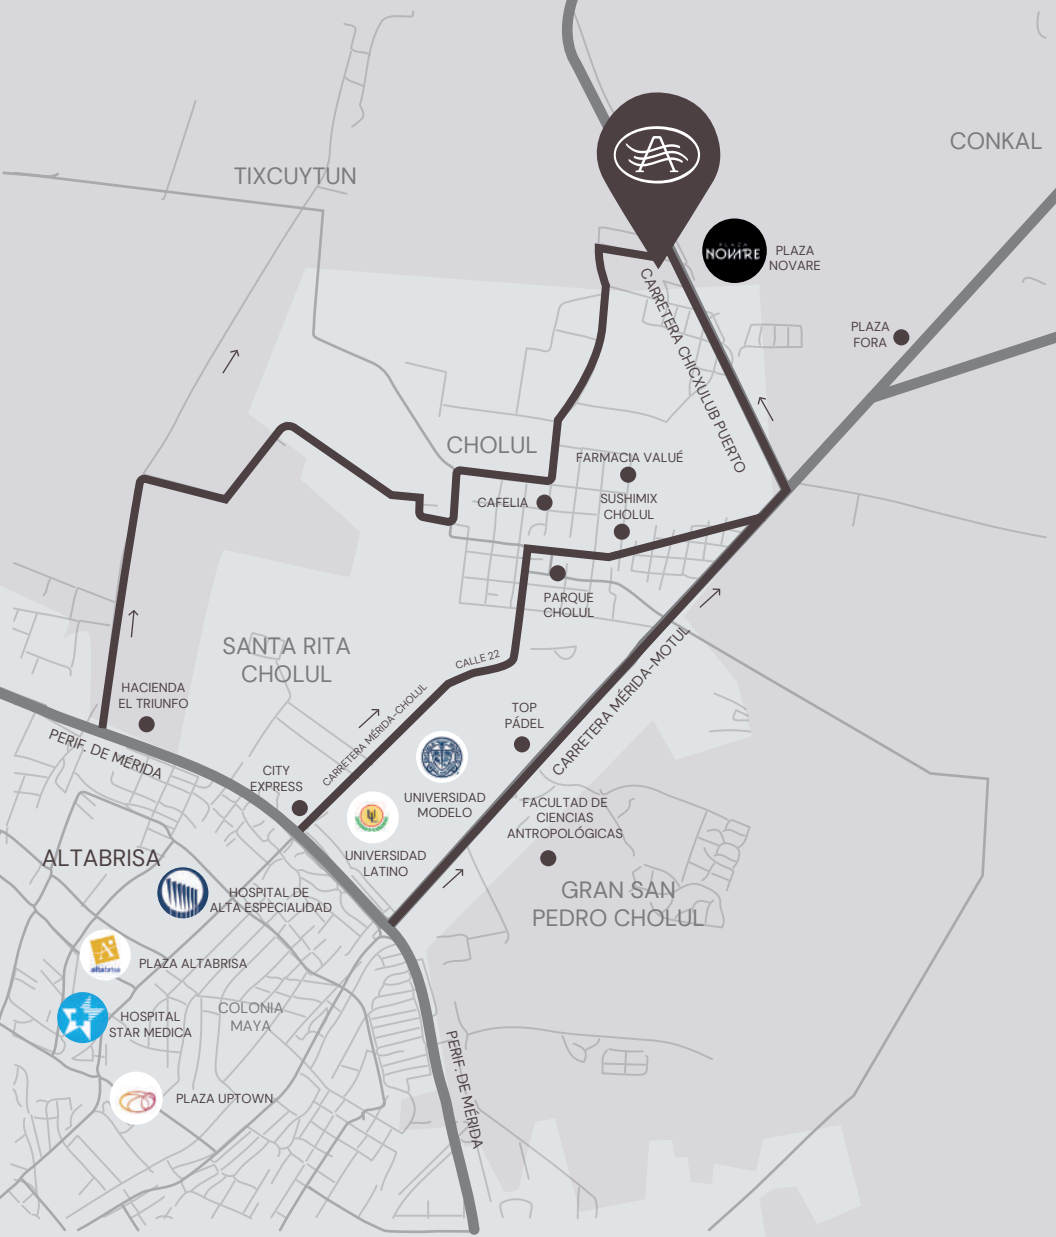 CONKAL
TIXCUYTUN
PLAZA
NOVARE
PLAZA
NOVARE
CARRETERA CHICXULUB PUERTO
PLAZA
FORA
CHOLUL
FARMACIA VALUÉ
CAFELIA
SUSHIMIX
CHOLUL
PARQUE
CHOLUL
SANTA RITA
CHOLUL
CALLE 22
HACIENDA
EL TRIUNFO
CARRETERA MÉRIDA-CHOLUL
CARRETERA MÉRIDA-MOTUL
TOP
PÁDEL
PERIF. DE MÉRIDA
CITY
EXPRESS
UNIVERSIDAD
MODELO
FACULTAD DE
CIENCIAS
ANTROPOLÓGICAS
UNIVERSIDAD
LATINO
ALTABRISA
HOSPITAL DE
ALTA ESPECIALIDAD
GRAN SAN
PEDRO CHOLUL
altabrisa
PLAZA ALTABRISA
COLONIA
MAYA
HOSPITAL
STAR MEDICA
PERIF. DE MÉRIDA
PLAZA UPTOWN